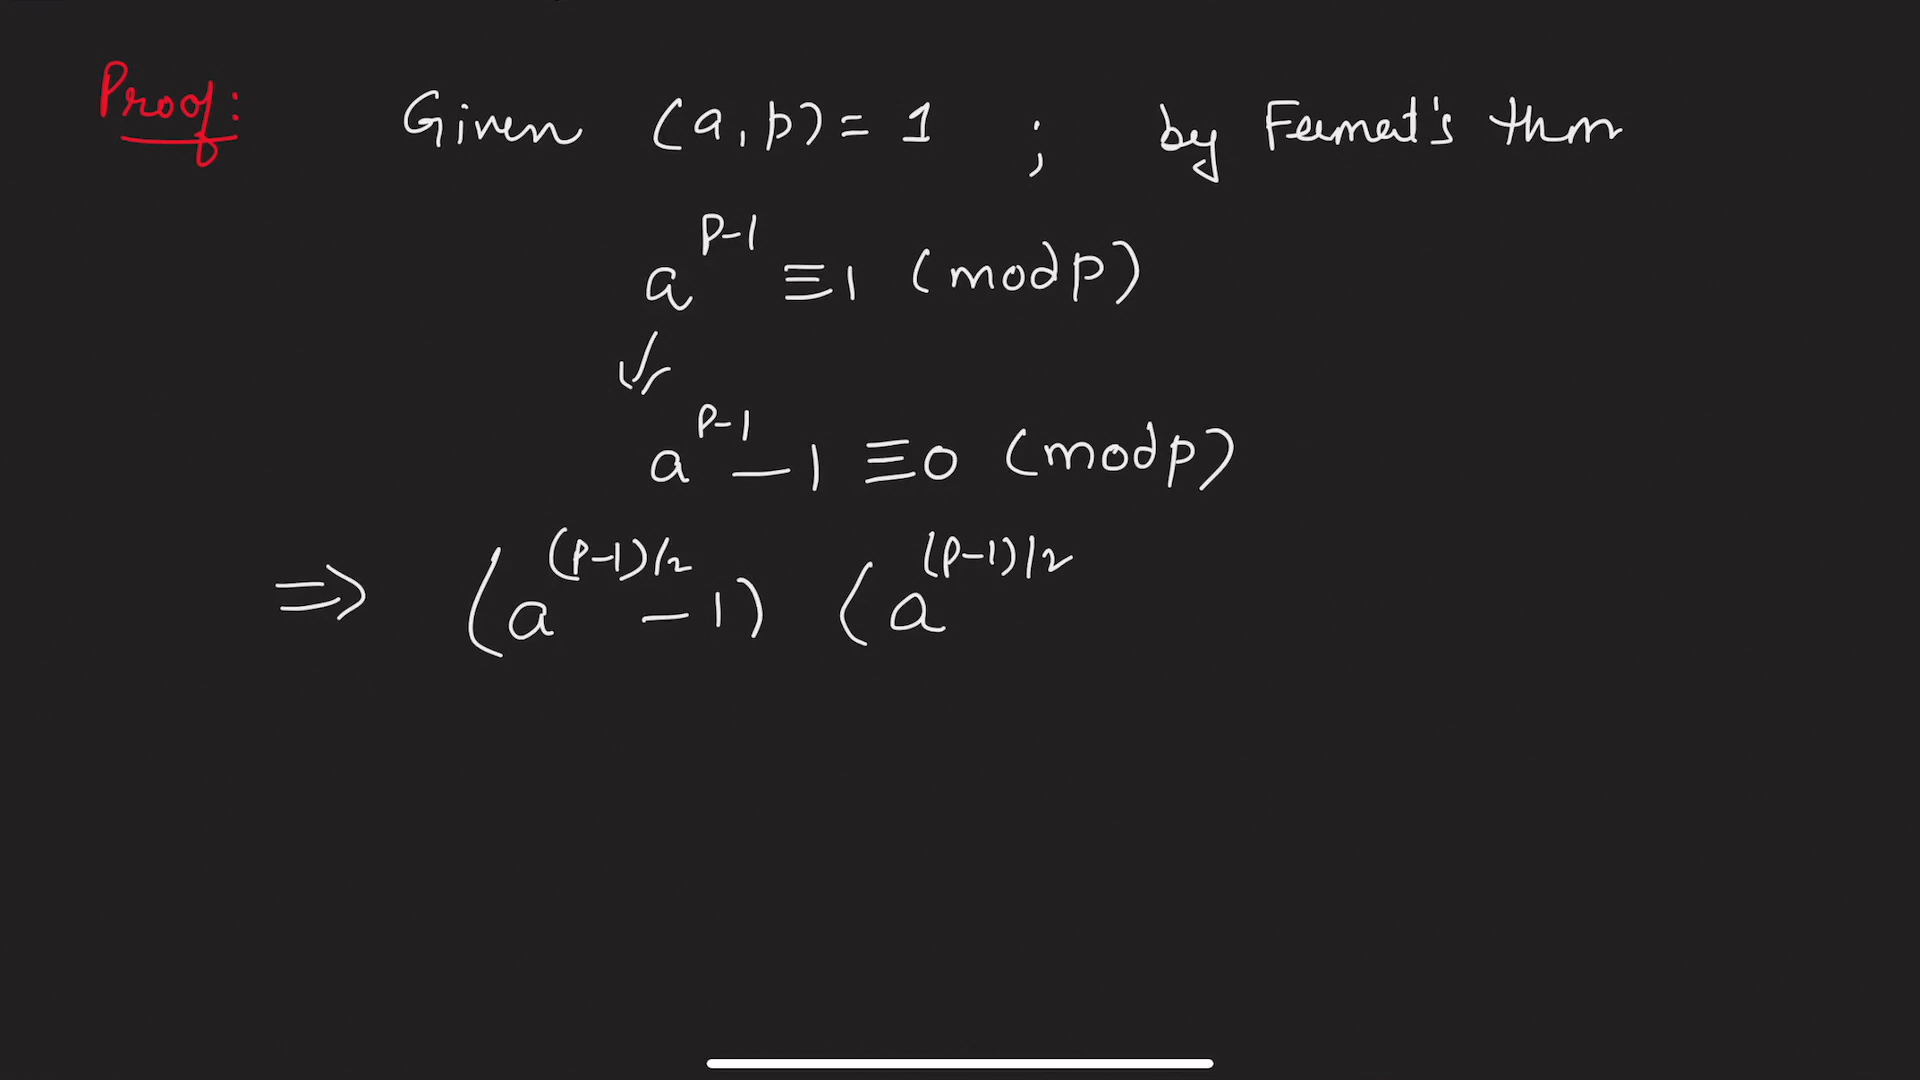 Proof: Given (a, p) = 1 ; by Fermat's thm
a^{p-1} ≡ 1 (mod p)
a^{p-1} - 1 ≡ 0 (mod p)
⇒ (a^{(p-1)/2} - 1) (a^{(p-1)/2}